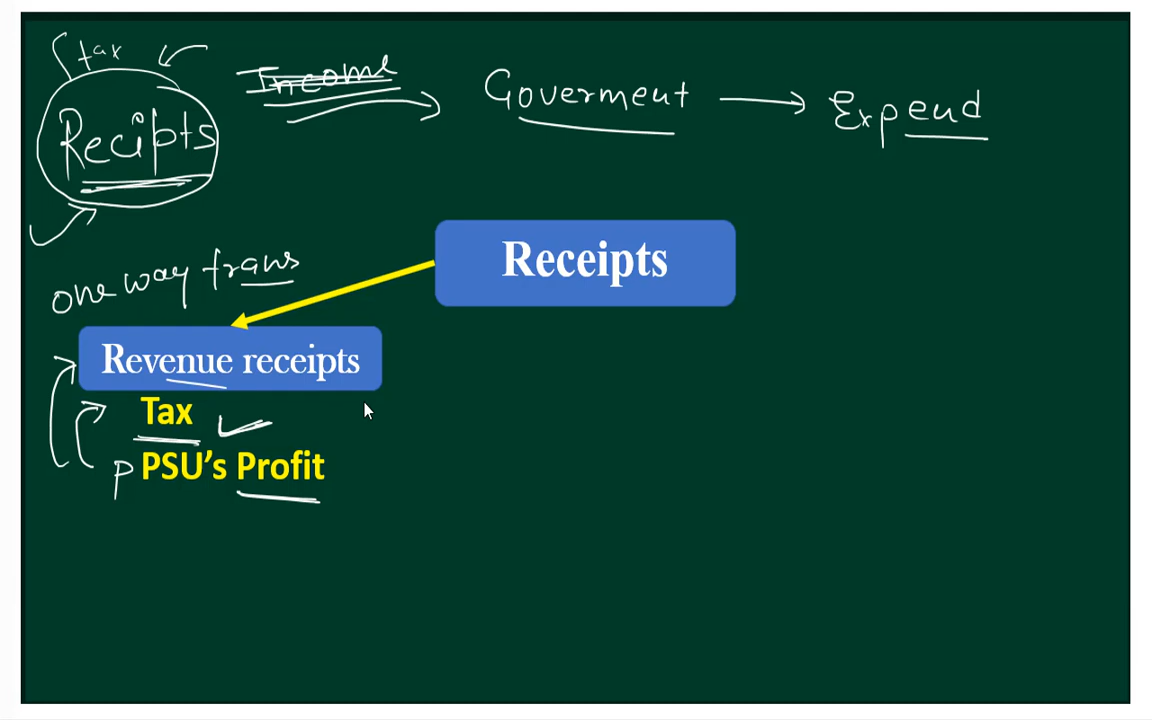 tax
Income
Goverment
Expend
Recipts
Receipts
one way trans
Revenue receipts
Tax
P PSU's Profit